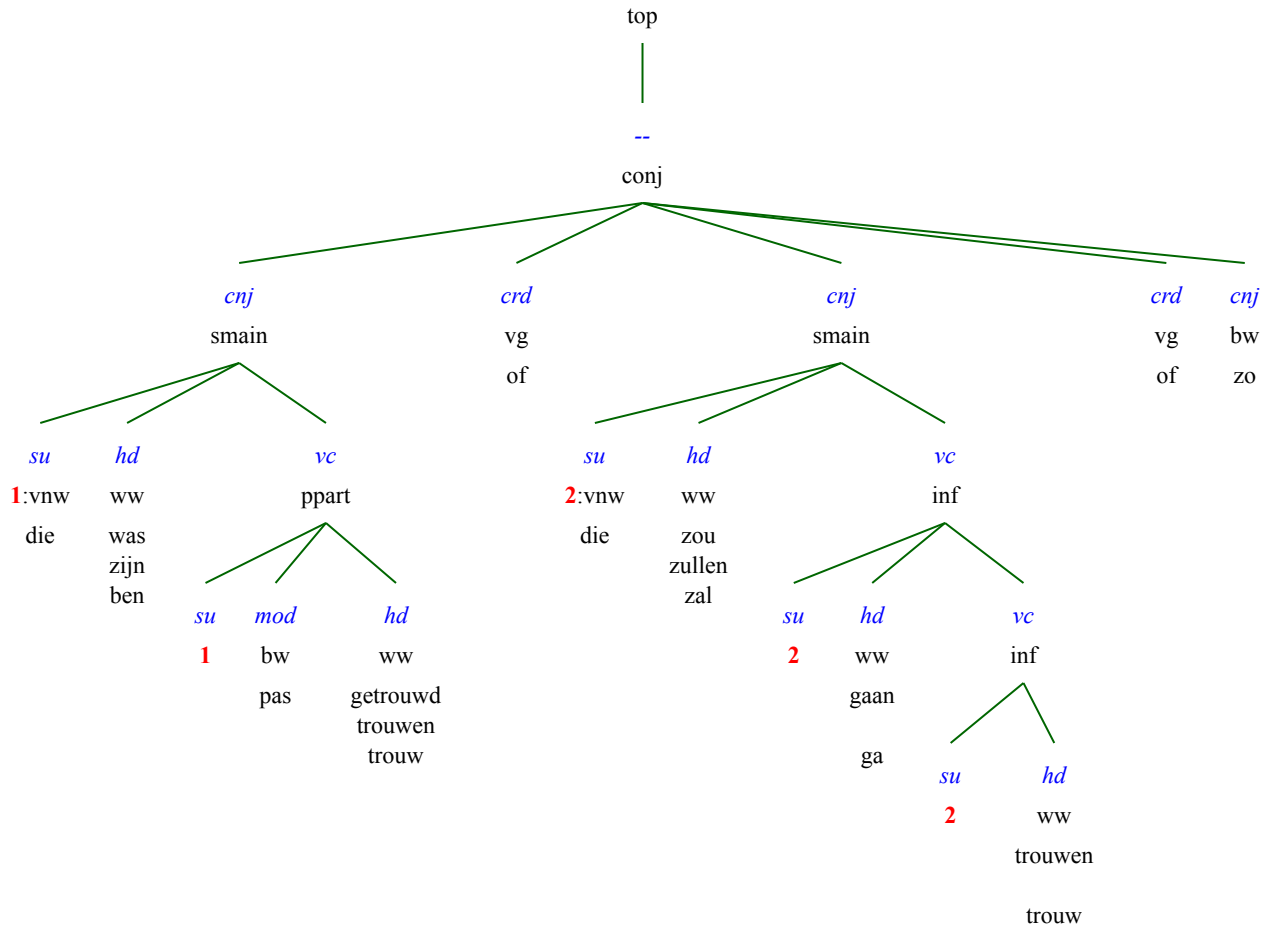 top
--
conj
cnj crd cnj crd cnj
smain vg smain vg bw
of of zo
su hd vc su hd vc
1:vnw ww ppart 2:vnw ww inf
die was die zou
zijn zullen
ben zal
su mod hd su hd vc
1 bw ww 2 ww inf
pas getrouwd gaan
trouwen
trouw ga
su hd
2 ww
trouwen
trouw